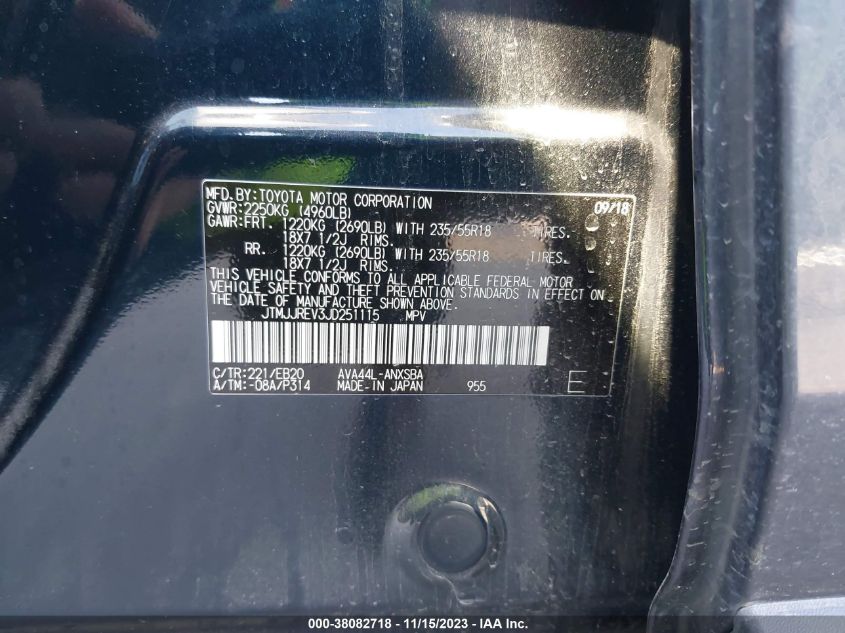 MFD.BY:TOYOTA MOTOR CORPORATION 09/18
GVWR:2250KG (4960LB)
GAWR:FRT. 1220KG (2690LB) WITH 235/55R18 TIRES.
18X7 1/2J RIMS.
RR. 1220KG (2690LB) WITH 235/55R18 TIRES.
18X7 1/2J RIMS.
THIS VEHICLE CONFORMS TO ALL APPLICABLE FEDERAL MOTOR
VEHICLE SAFETY AND THEFT PREVENTION STANDARDS IN EFFECT ON
THE DATE OF MANUFACTURE SHOWN ABOVE.
JTMJJREV3JD251115 MPV
C/TR:221/EB20 AVA44L-ANXSBA
A/TM:-08A/P314 MADE-IN JAPAN 955 E
000-38082718 - 11/15/2023 - IAA, Inc.